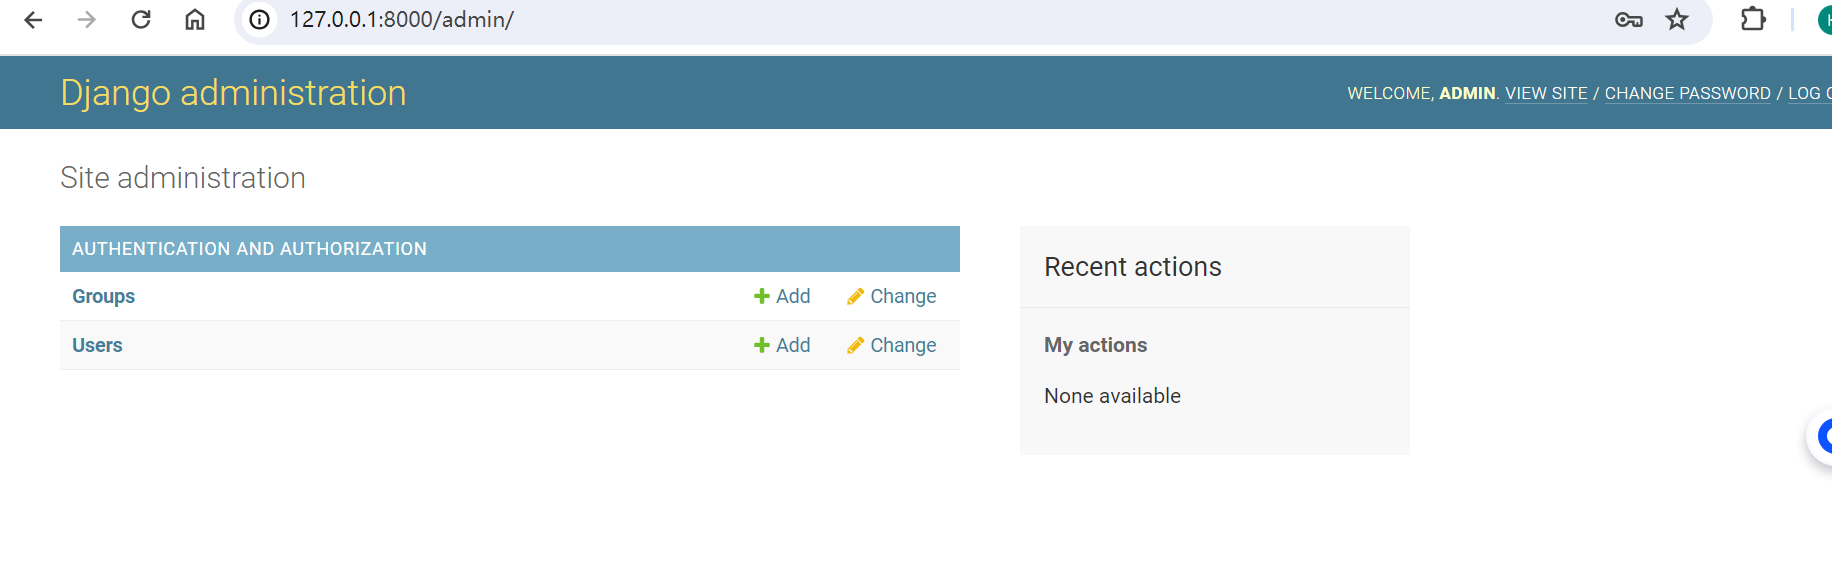 127.0.0.1:8000/admin/
Django administration
WELCOME, ADMIN. VIEW SITE / CHANGE PASSWORD / LOG
Site administration
AUTHENTICATION AND AUTHORIZATION
Groups Add Change
Users Add Change
Recent actions
My actions
None available